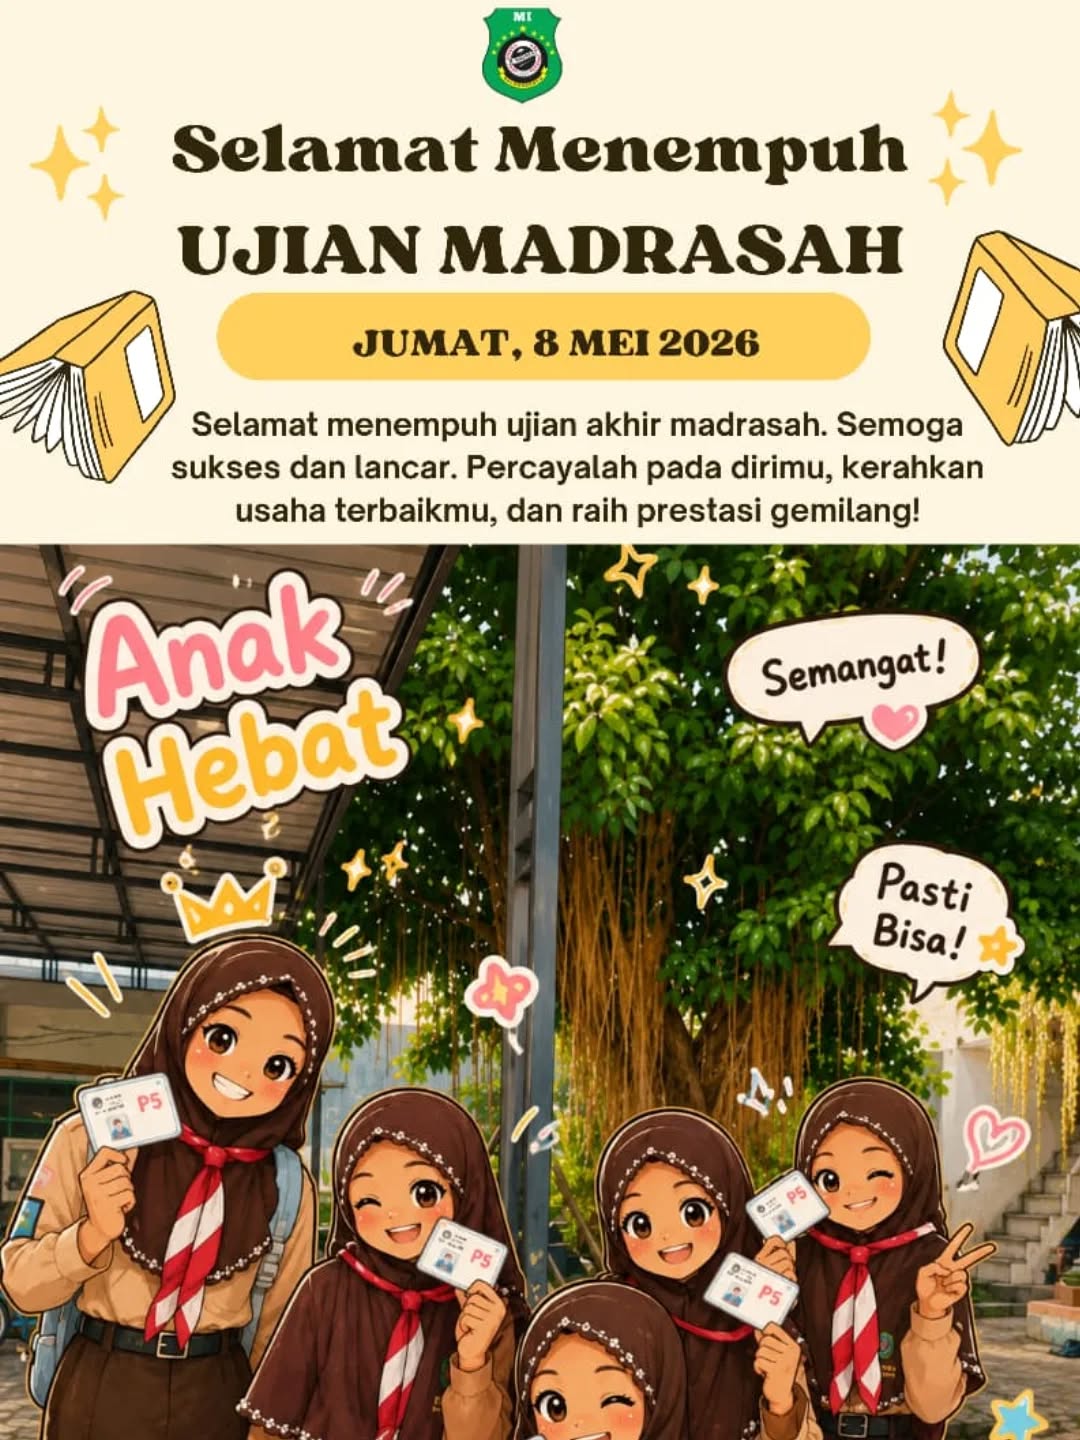 MI
Selamat Menempuh
UJIAN MADRASAH
JUMAT, 8 MEI 2026
Selamat menempuh ujian akhir madrasah. Semoga
sukses dan lancar. Percayalah pada dirimu, kerahkan
usaha terbaikmu, dan raih prestasi gemilang!
Anak
Hebat
Semangat!
Pasti
Bisa!
P5
P5
P5
P5